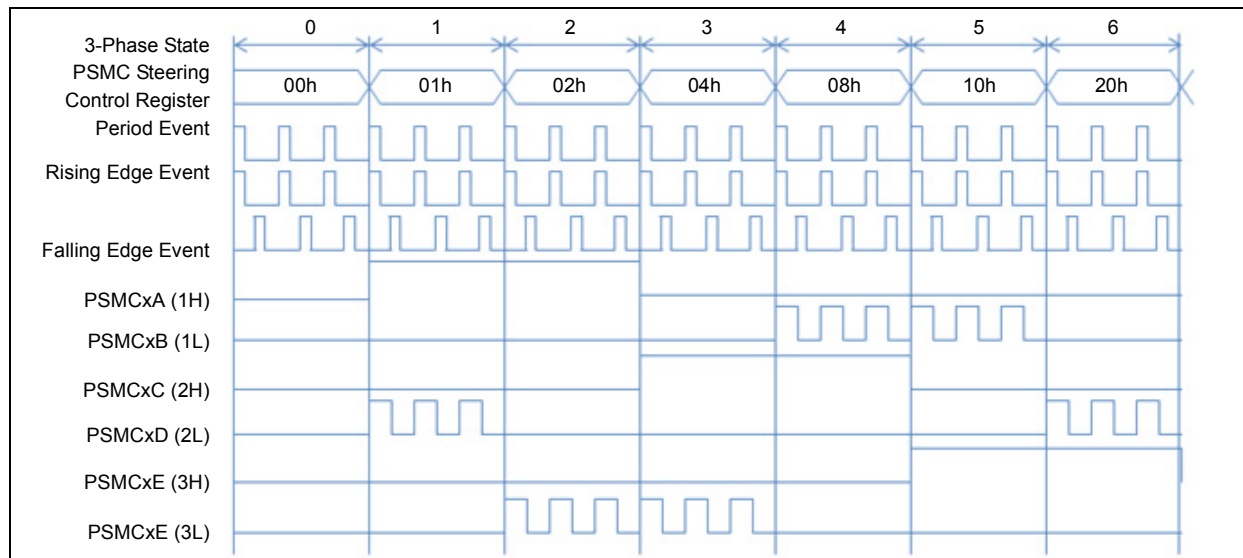 0 1 2 3 4 5 6
3-Phase State
PSMC Steering
Control Register
00h 01h 02h 04h 08h 10h 20h
Period Event
Rising Edge Event
Falling Edge Event
PSMCxA (1H)
PSMCxB (1L)
PSMCxC (2H)
PSMCxD (2L)
PSMCxE (3H)
PSMCxE (3L)